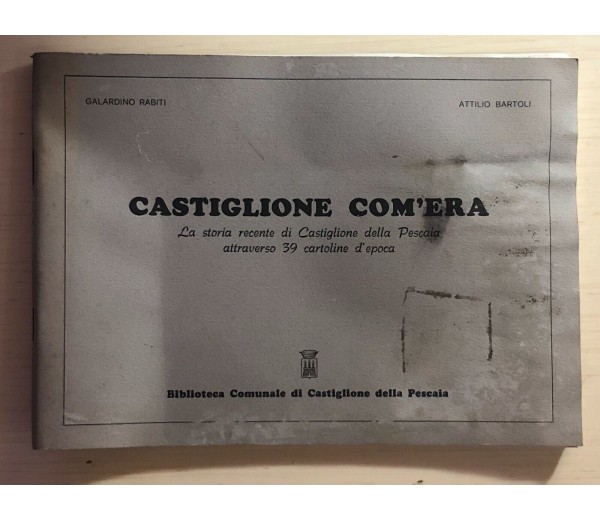 GALARDINO RABITI
ATTILIO BARTOLI
CASTIGLIONE COM'ERA
La storia recente di Castiglione della Pescaia
attraverso 39 cartoline d'epoca
Biblioteca Comunale di Castiglione della Pescaia